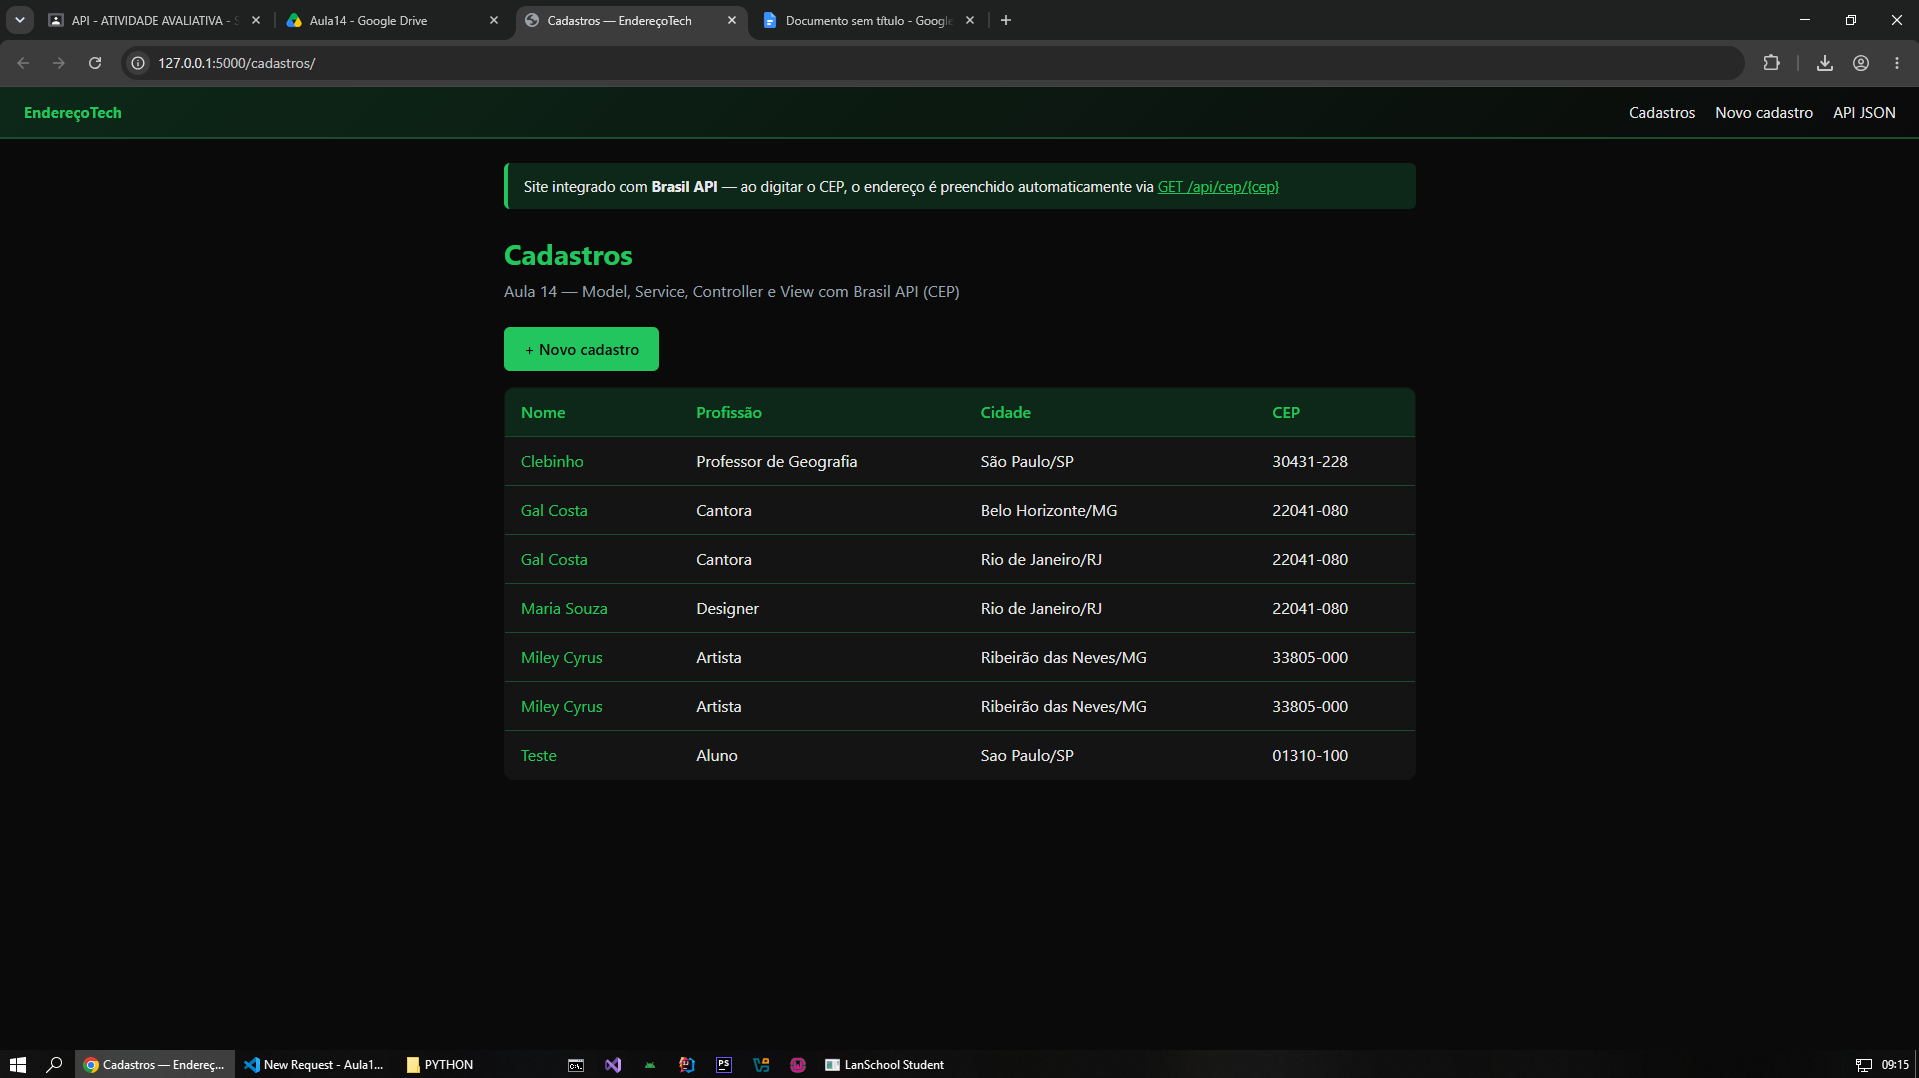 API - ATIVIDADE AVALIATIVA - S
Aula14 - Google Drive
Cadastros — EndereçoTech
Documento sem título - Google
127.0.0.1:5000/cadastros/
EndereçoTech
Cadastros
Novo cadastro
API JSON
Site integrado com Brasil API — ao digitar o CEP, o endereço é preenchido automaticamente via GET /api/cep/{cep}
Cadastros
Aula 14 — Model, Service, Controller e View com Brasil API (CEP)
+ Novo cadastro
Nome Profissão Cidade CEP
Clebinho Professor de Geografia São Paulo/SP 30431-228
Gal Costa Cantora Belo Horizonte/MG 22041-080
Gal Costa Cantora Rio de Janeiro/RJ 22041-080
Maria Souza Designer Rio de Janeiro/RJ 22041-080
Miley Cyrus Artista Ribeirão das Neves/MG 33805-000
Miley Cyrus Artista Ribeirão das Neves/MG 33805-000
Teste Aluno Sao Paulo/SP 01310-100
Cadastros — Endereç...
New Request - Aula1...
PYTHON
PS
LanSchool Student
09:15